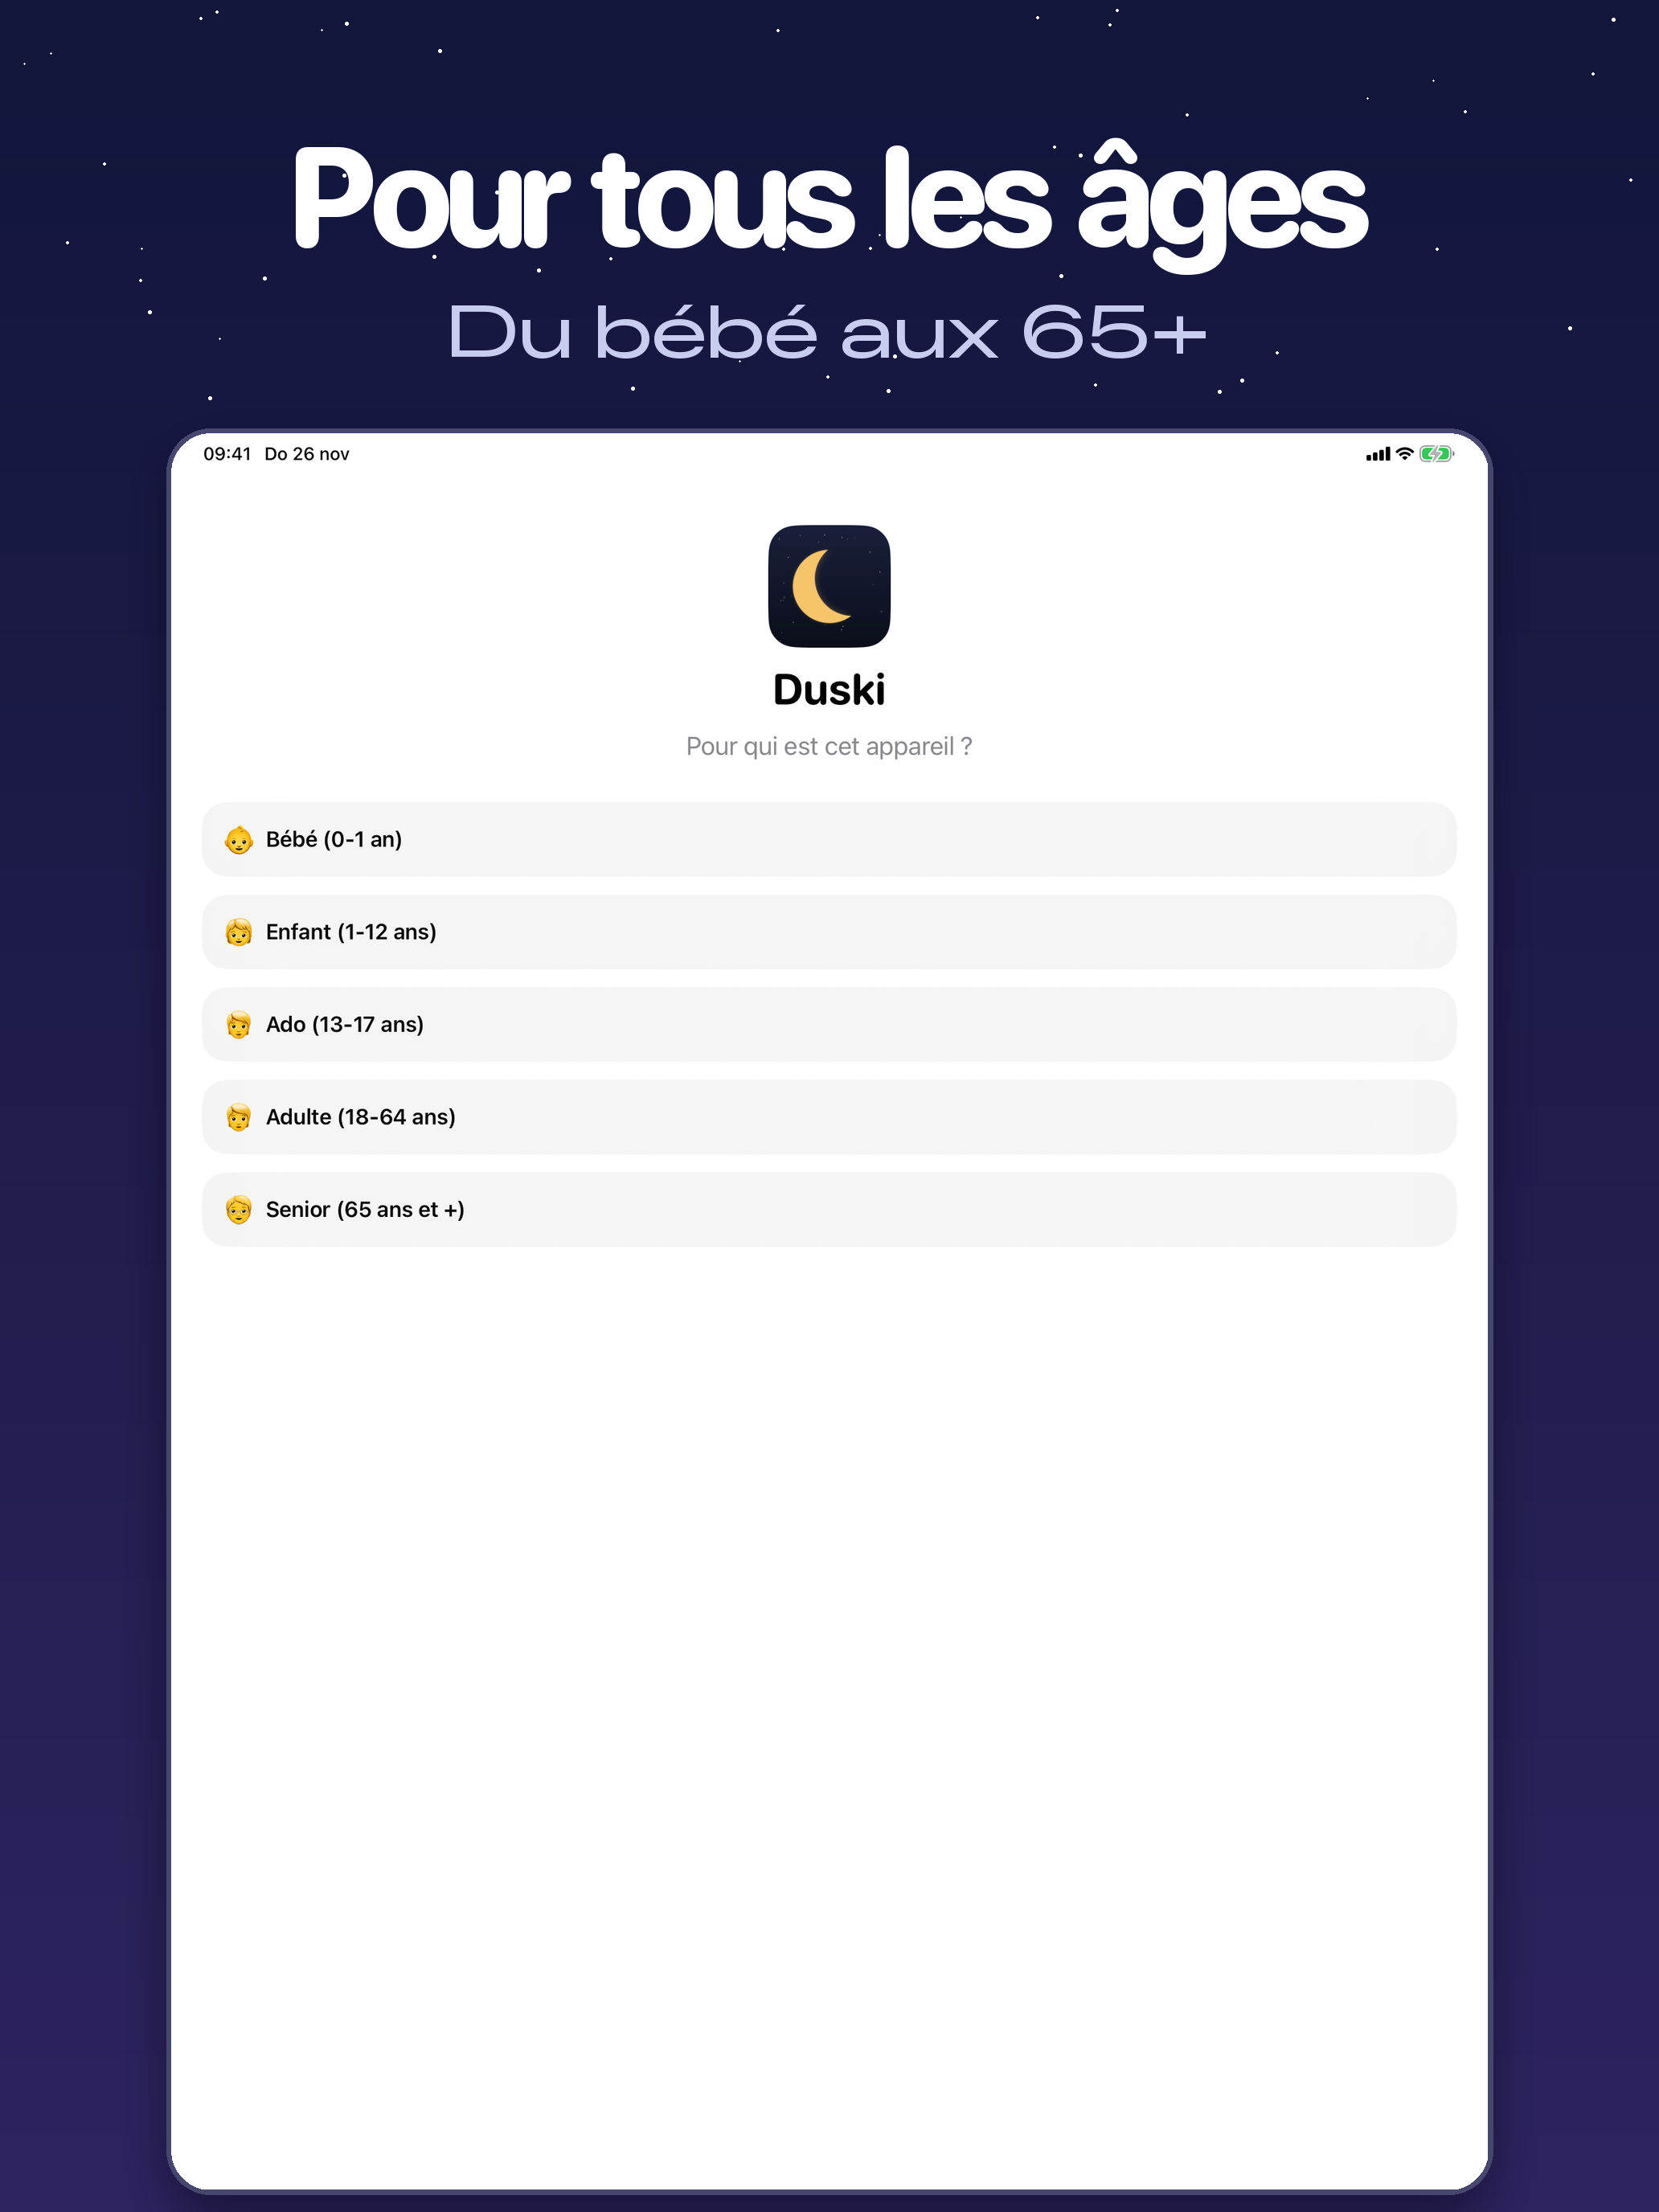 Pour tous les âges
Du bébé aux 65+
09:41 Do 26 nov
Duski
Pour qui est cet appareil ?
Bébé (0-1 an)
Enfant (1-12 ans)
Ado (13-17 ans)
Adulte (18-64 ans)
Senior (65 ans et +)